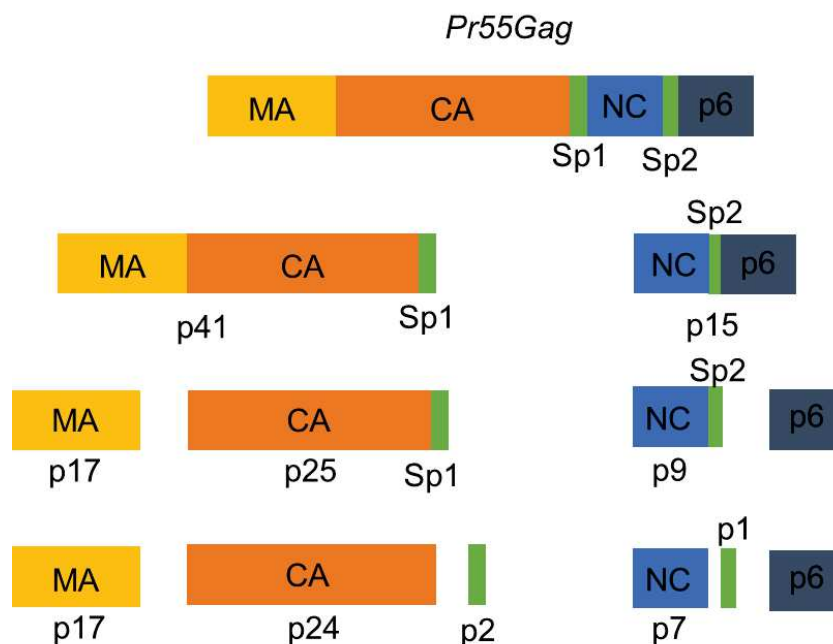 Pr55Gag
MA CA NC p6
Sp1 Sp2
Sp2
MA CA NC p6
p41 Sp1 p15
Sp2
MA CA NC p6
p17 p25 Sp1 p9
p1
MA CA NC p6
p17 p24 p2 p7